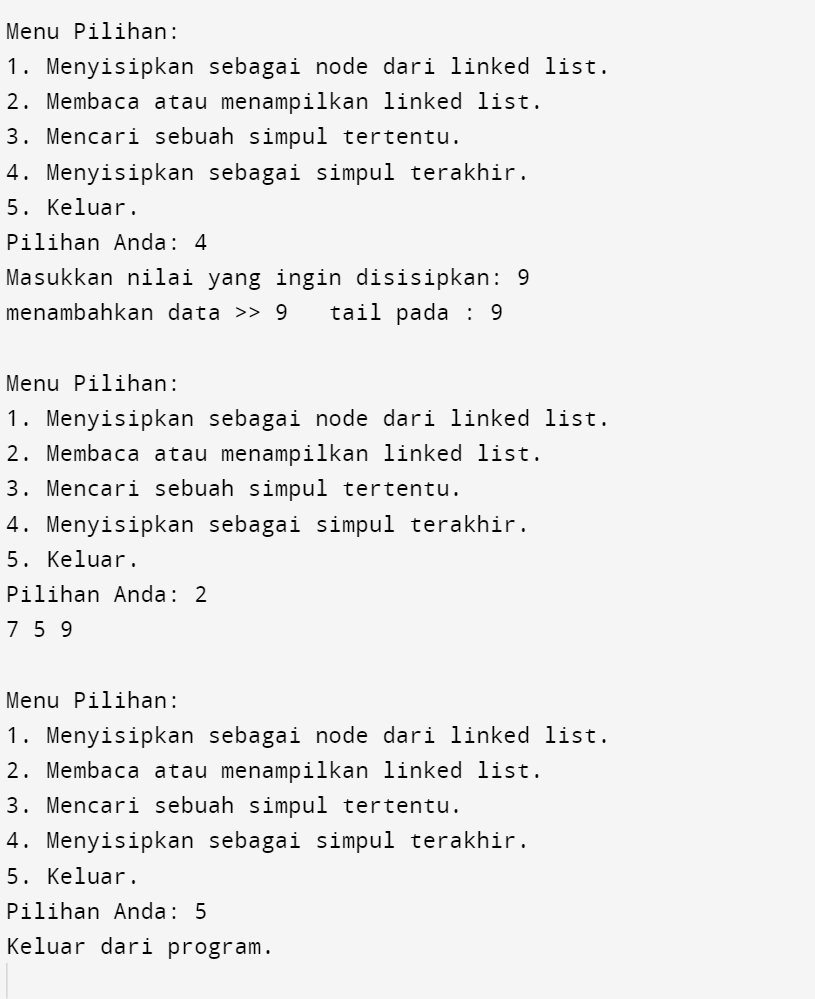 Menu Pilihan:
1. Menyisipkan sebagai node dari linked list.
2. Membaca atau menampilkan linked list.
3. Mencari sebuah simpul tertentu.
4. Menyisipkan sebagai simpul terakhir.
5. Keluar.
Pilihan Anda: 4
Masukkan nilai yang ingin disisipkan: 9
menambahkan data >> 9   tail pada : 9

Menu Pilihan:
1. Menyisipkan sebagai node dari linked list.
2. Membaca atau menampilkan linked list.
3. Mencari sebuah simpul tertentu.
4. Menyisipkan sebagai simpul terakhir.
5. Keluar.
Pilihan Anda: 2
7 5 9

Menu Pilihan:
1. Menyisipkan sebagai node dari linked list.
2. Membaca atau menampilkan linked list.
3. Mencari sebuah simpul tertentu.
4. Menyisipkan sebagai simpul terakhir.
5. Keluar.
Pilihan Anda: 5
Keluar dari program.